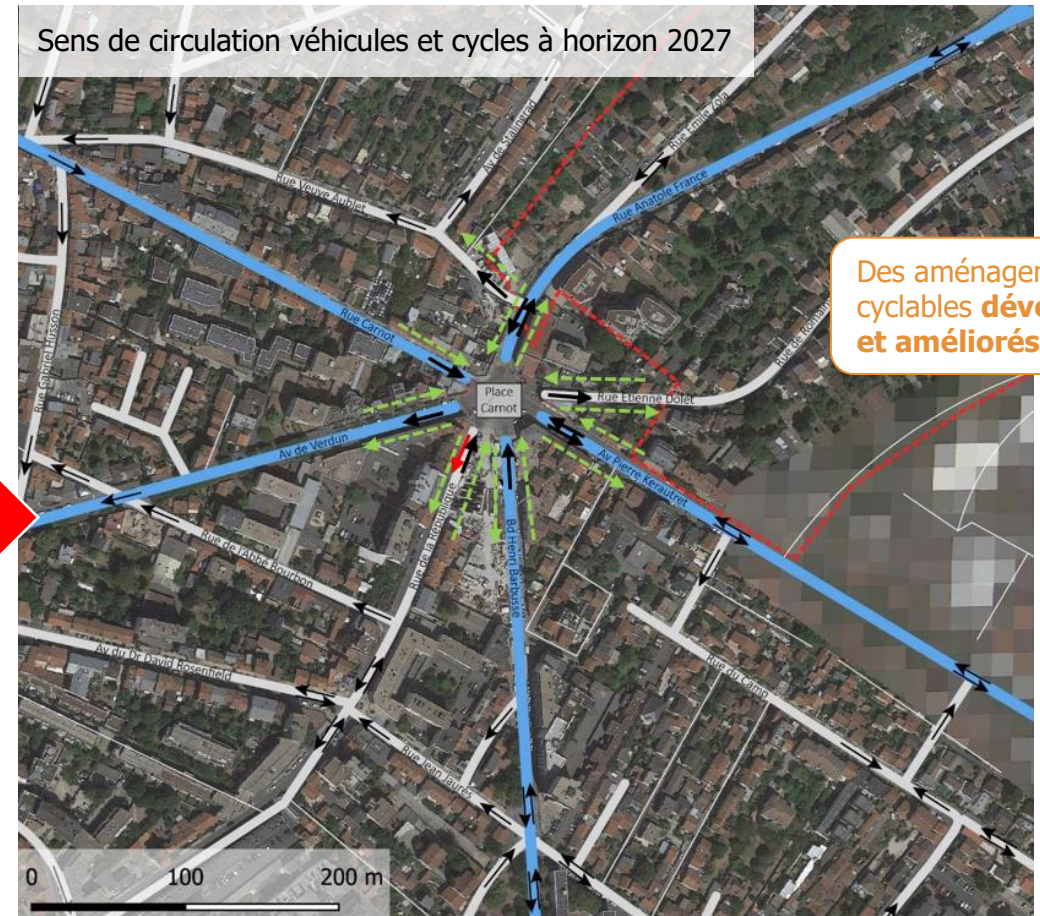 Sens de circulation véhicules et cycles à horizon 2027
Av de Stalingrad
Rue Emile Zola
Rue Veuve Aublet
Rue Anatole France
Des aménagem
cyclables déve
et améliorés
Rue Carnot
Rue Gabriel Husson
Rue de Romain
Place
Carnot
Rue Etienne Dolet
Av de Verdun
Av Pierre Kerautret
Rue de la République
Bd Henri Barbusse
Rue de l'Abbé Bourbon
Av du Dr David Rosenfeld
Rue du Camp
Rue Jean Jaurès
0 100 200 m